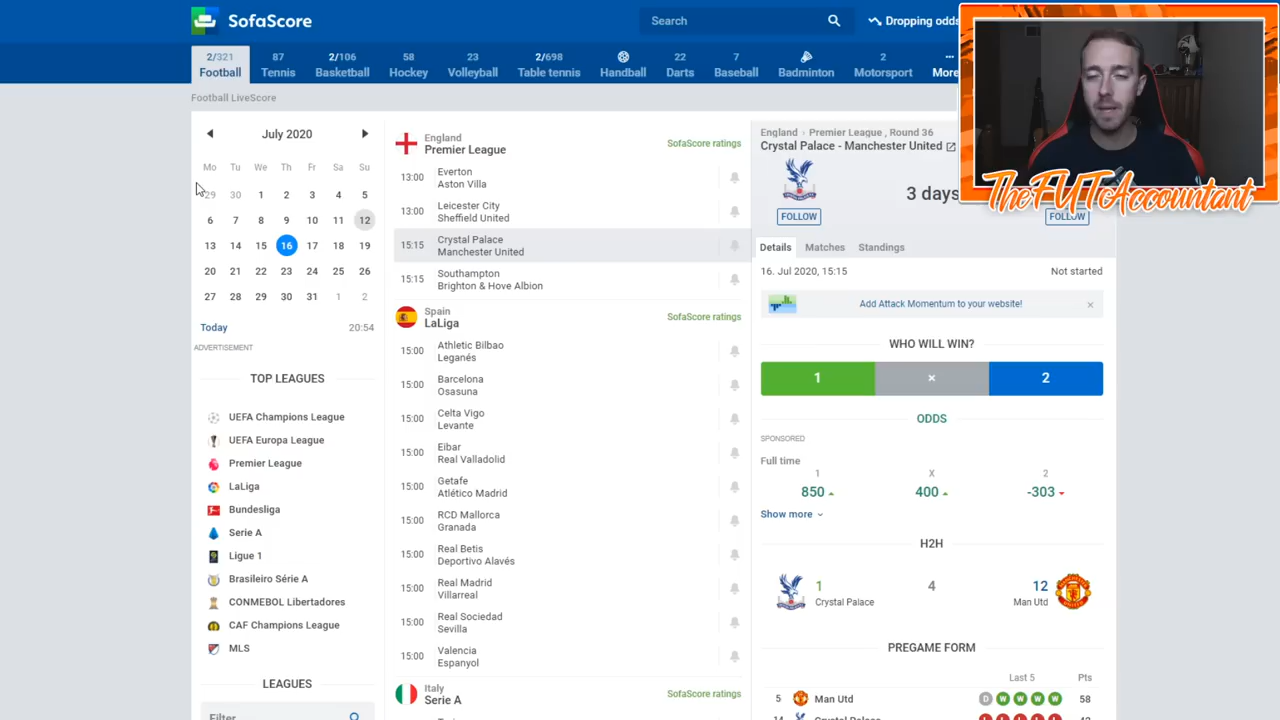 SofaScore
Search
Dropping odds
2/321
Football
87
Tennis
2/106
Basketball
58
Hockey
23
Volleyball
2/698
Table tennis
Handball
22
Darts
7
Baseball
Badminton
2
Motorsport
More
Football LiveScore
July 2020
Mo Tu We Th Fr Sa Su
29 30 1 2 3 4 5
6 7 8 9 10 11 12
13 14 15 16 17 18 19
20 21 22 23 24 25 26
27 28 29 30 31 1 2
Today 20:54
ADVERTISEMENT
TOP LEAGUES
UEFA Champions League
UEFA Europa League
Premier League
LaLiga
Bundesliga
Serie A
Ligue 1
Brasileiro Série A
CONMEBOL Libertadores
CAF Champions League
MLS
LEAGUES
Filter
England
Premier League
SofaScore ratings
13:00
Everton
Aston Villa
13:00
Leicester City
Sheffield United
15:15
Crystal Palace
Manchester United
15:15
Southampton
Brighton & Hove Albion
Spain
LaLiga
SofaScore ratings
15:00
Athletic Bilbao
Leganés
15:00
Barcelona
Osasuna
15:00
Celta Vigo
Levante
15:00
Eibar
Real Valladolid
15:00
Getafe
Atlético Madrid
15:00
RCD Mallorca
Granada
15:00
Real Betis
Deportivo Alavés
15:00
Real Madrid
Villarreal
15:00
Real Sociedad
Sevilla
15:00
Valencia
Espanyol
Italy
Serie A
SofaScore ratings
England > Premier League , Round 36
Crystal Palace - Manchester United
3 days
FOLLOW
FOLLOW
TheFUTAccountant
Details Matches Standings
16. Jul 2020, 15:15 Not started
Add Attack Momentum to your website! ×
WHO WILL WIN?
1 × 2
ODDS
SPONSORED
Full time
1 X 2
850 400 -303
Show more
H2H
1 4 12
Crystal Palace Man Utd
PREGAME FORM
Last 5 Pts
5 Man Utd D W W W W 58